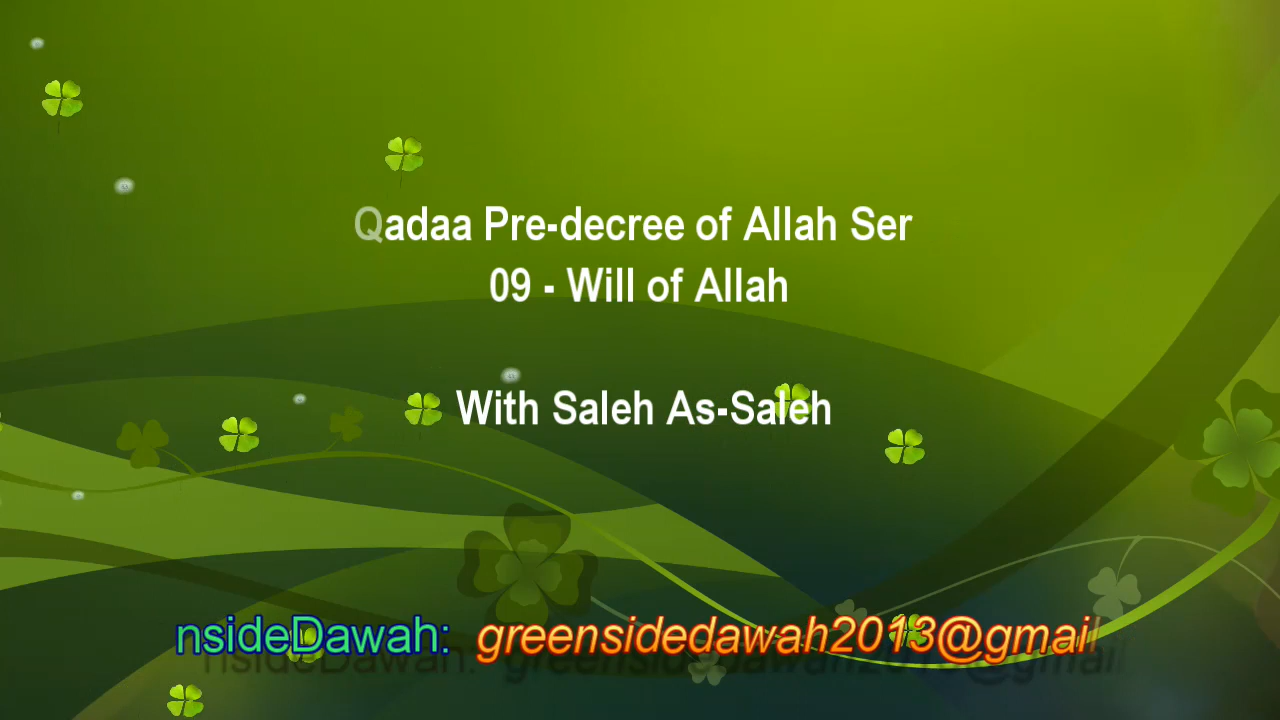 Qadaa Pre-decree of Allah Ser
09 - Will of Allah
With Saleh As-Saleh
nsideDawah: greensidedawah2013@gmail